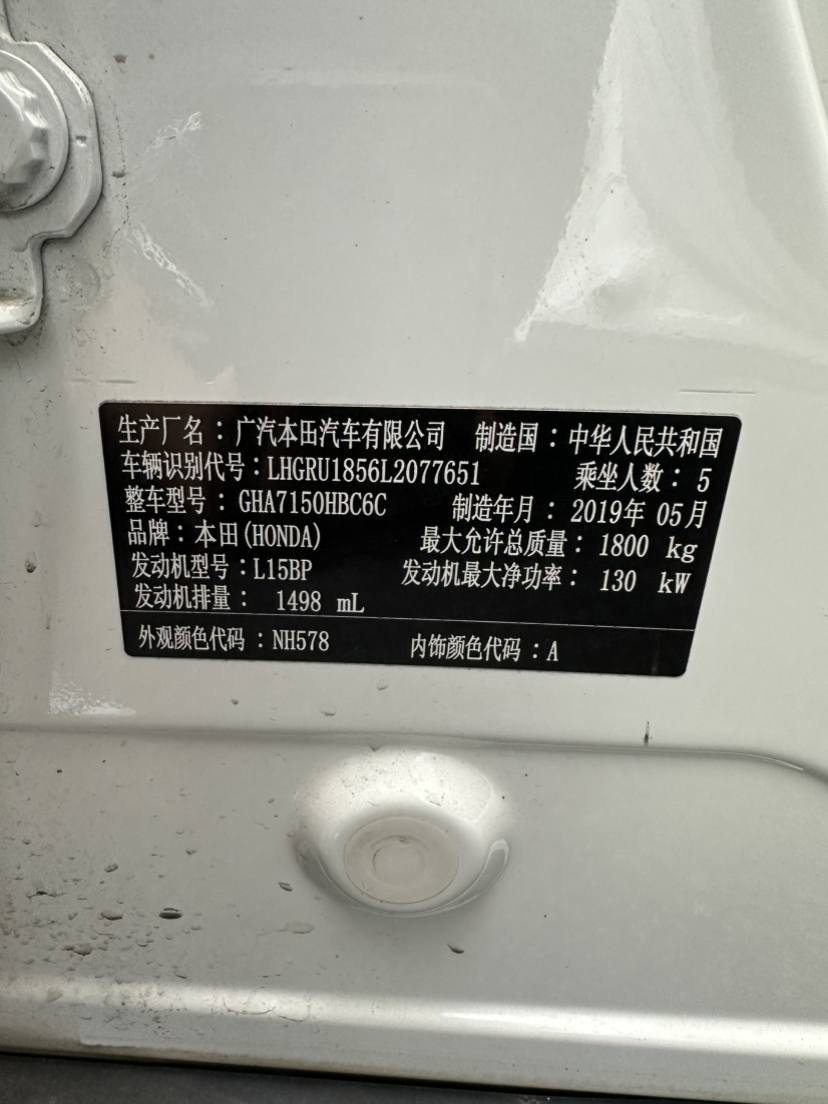 生产厂名：广汽本田汽车有限公司 制造国：中华人民共和国
车辆识别代号：LHGRU1856L2077651 乘坐人数：5
整车型号：GHA7150HBC6C 制造年月：2019年 05月
品牌：本田(HONDA) 最大允许总质量：1800 kg
发动机型号：L15BP 发动机最大净功率：130 kW
发动机排量：1498 mL
外观颜色代码：NH578 内饰颜色代码：A